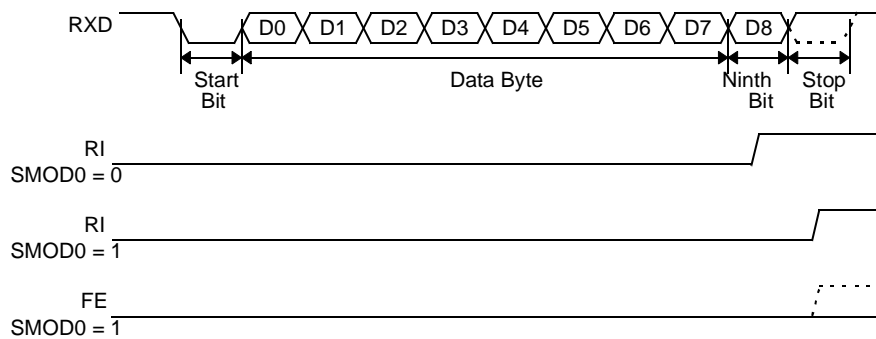 RXD D0 D1 D2 D3 D4 D5 D6 D7 D8
Start Bit
Data Byte
Ninth Bit
Stop Bit
RI
SMOD0 = 0
RI
SMOD0 = 1
FE
SMOD0 = 1